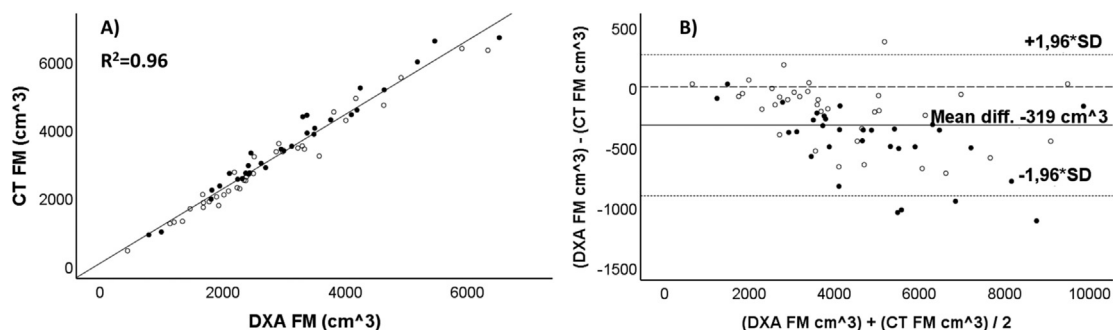 A)
R²=0.96
CT FM (cm^3)
6000
4000
2000
0
0 2000 4000 6000
DXA FM (cm^3)
B)
(DXA FM cm^3) - (CT FM cm^3)
500
0
-500
-1000
-1500
+1,96*SD
Mean diff. -319 cm^3
-1,96*SD
0 2000 4000 6000 8000 10000
(DXA FM cm^3) + (CT FM cm^3) / 2